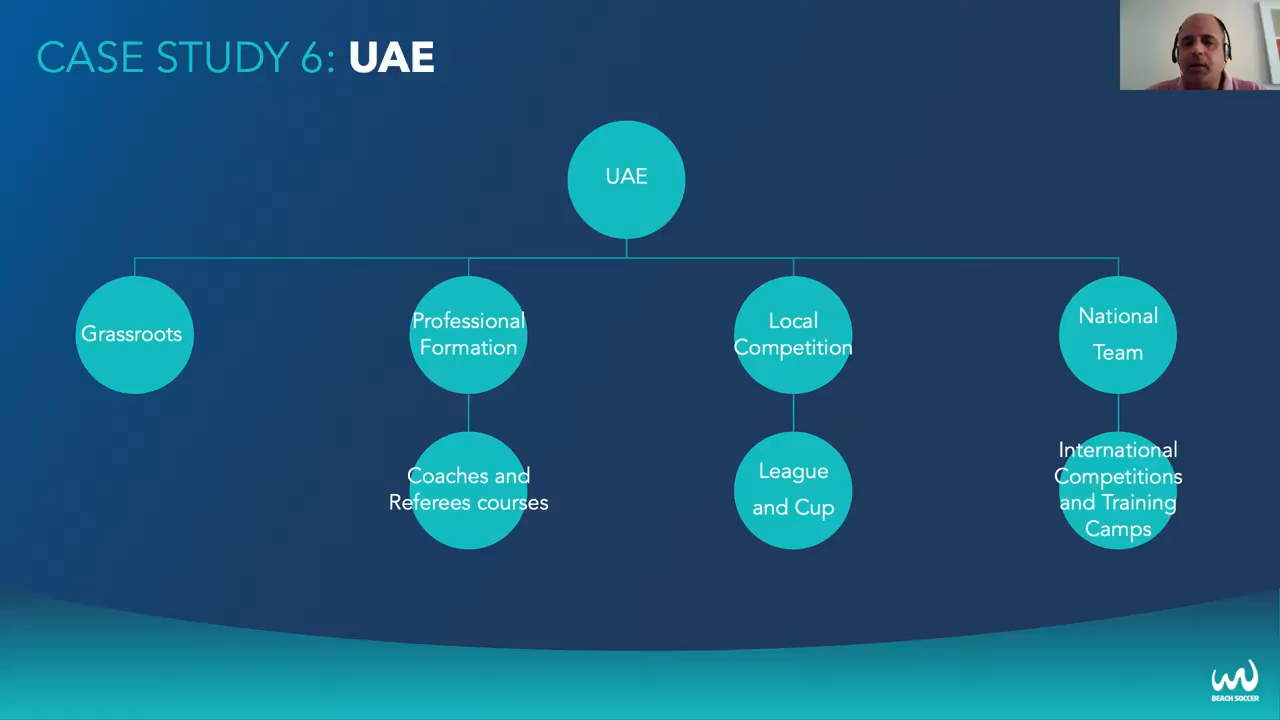 CASE STUDY 6: UAE
UAE
Grassroots
Professional
Formation
Local
Competition
National
Team
Coaches and
Referees courses
League
and Cup
International
Competitions
and Training
Camps
BEACH SOCCER